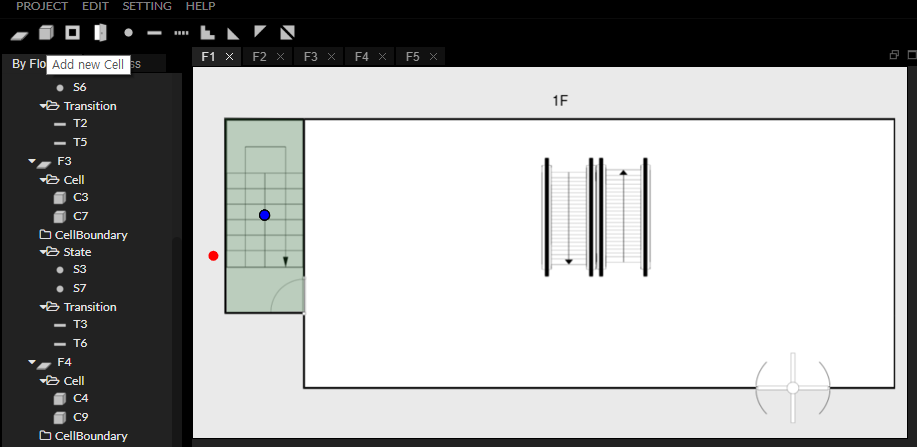 PROJECT EDIT SETTING HELP
F1 F2 F3 F4 F5
By Flo ss
Add new Cell
S6
Transition
T2
T5
F3
Cell
C3
C7
CellBoundary
State
S3
S7
Transition
T3
T6
F4
Cell
C4
C9
CellBoundary
1F